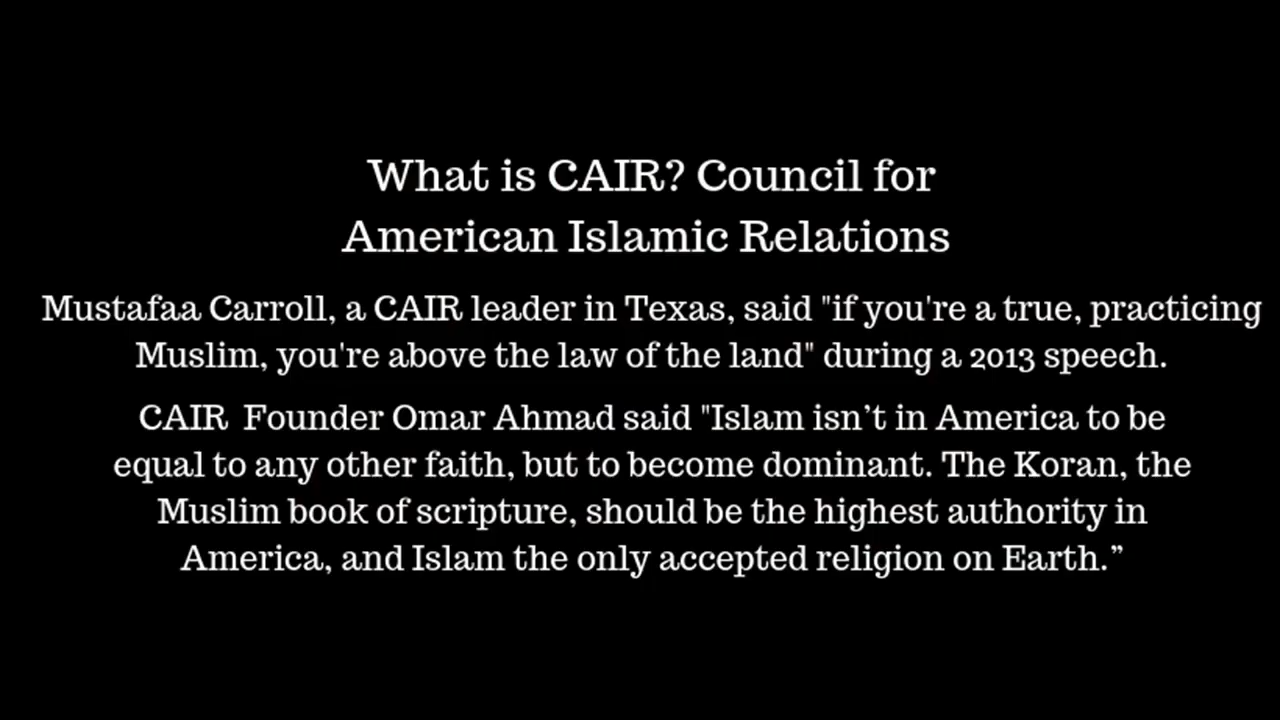 What is CAIR? Council for
American Islamic Relations
Mustafaa Carroll, a CAIR leader in Texas, said "if you're a true, practicing
Muslim, you're above the law of the land" during a 2013 speech.
CAIR  Founder Omar Ahmad said "Islam isn’t in America to be
equal to any other faith, but to become dominant. The Koran, the
Muslim book of scripture, should be the highest authority in
America, and Islam the only accepted religion on Earth.”